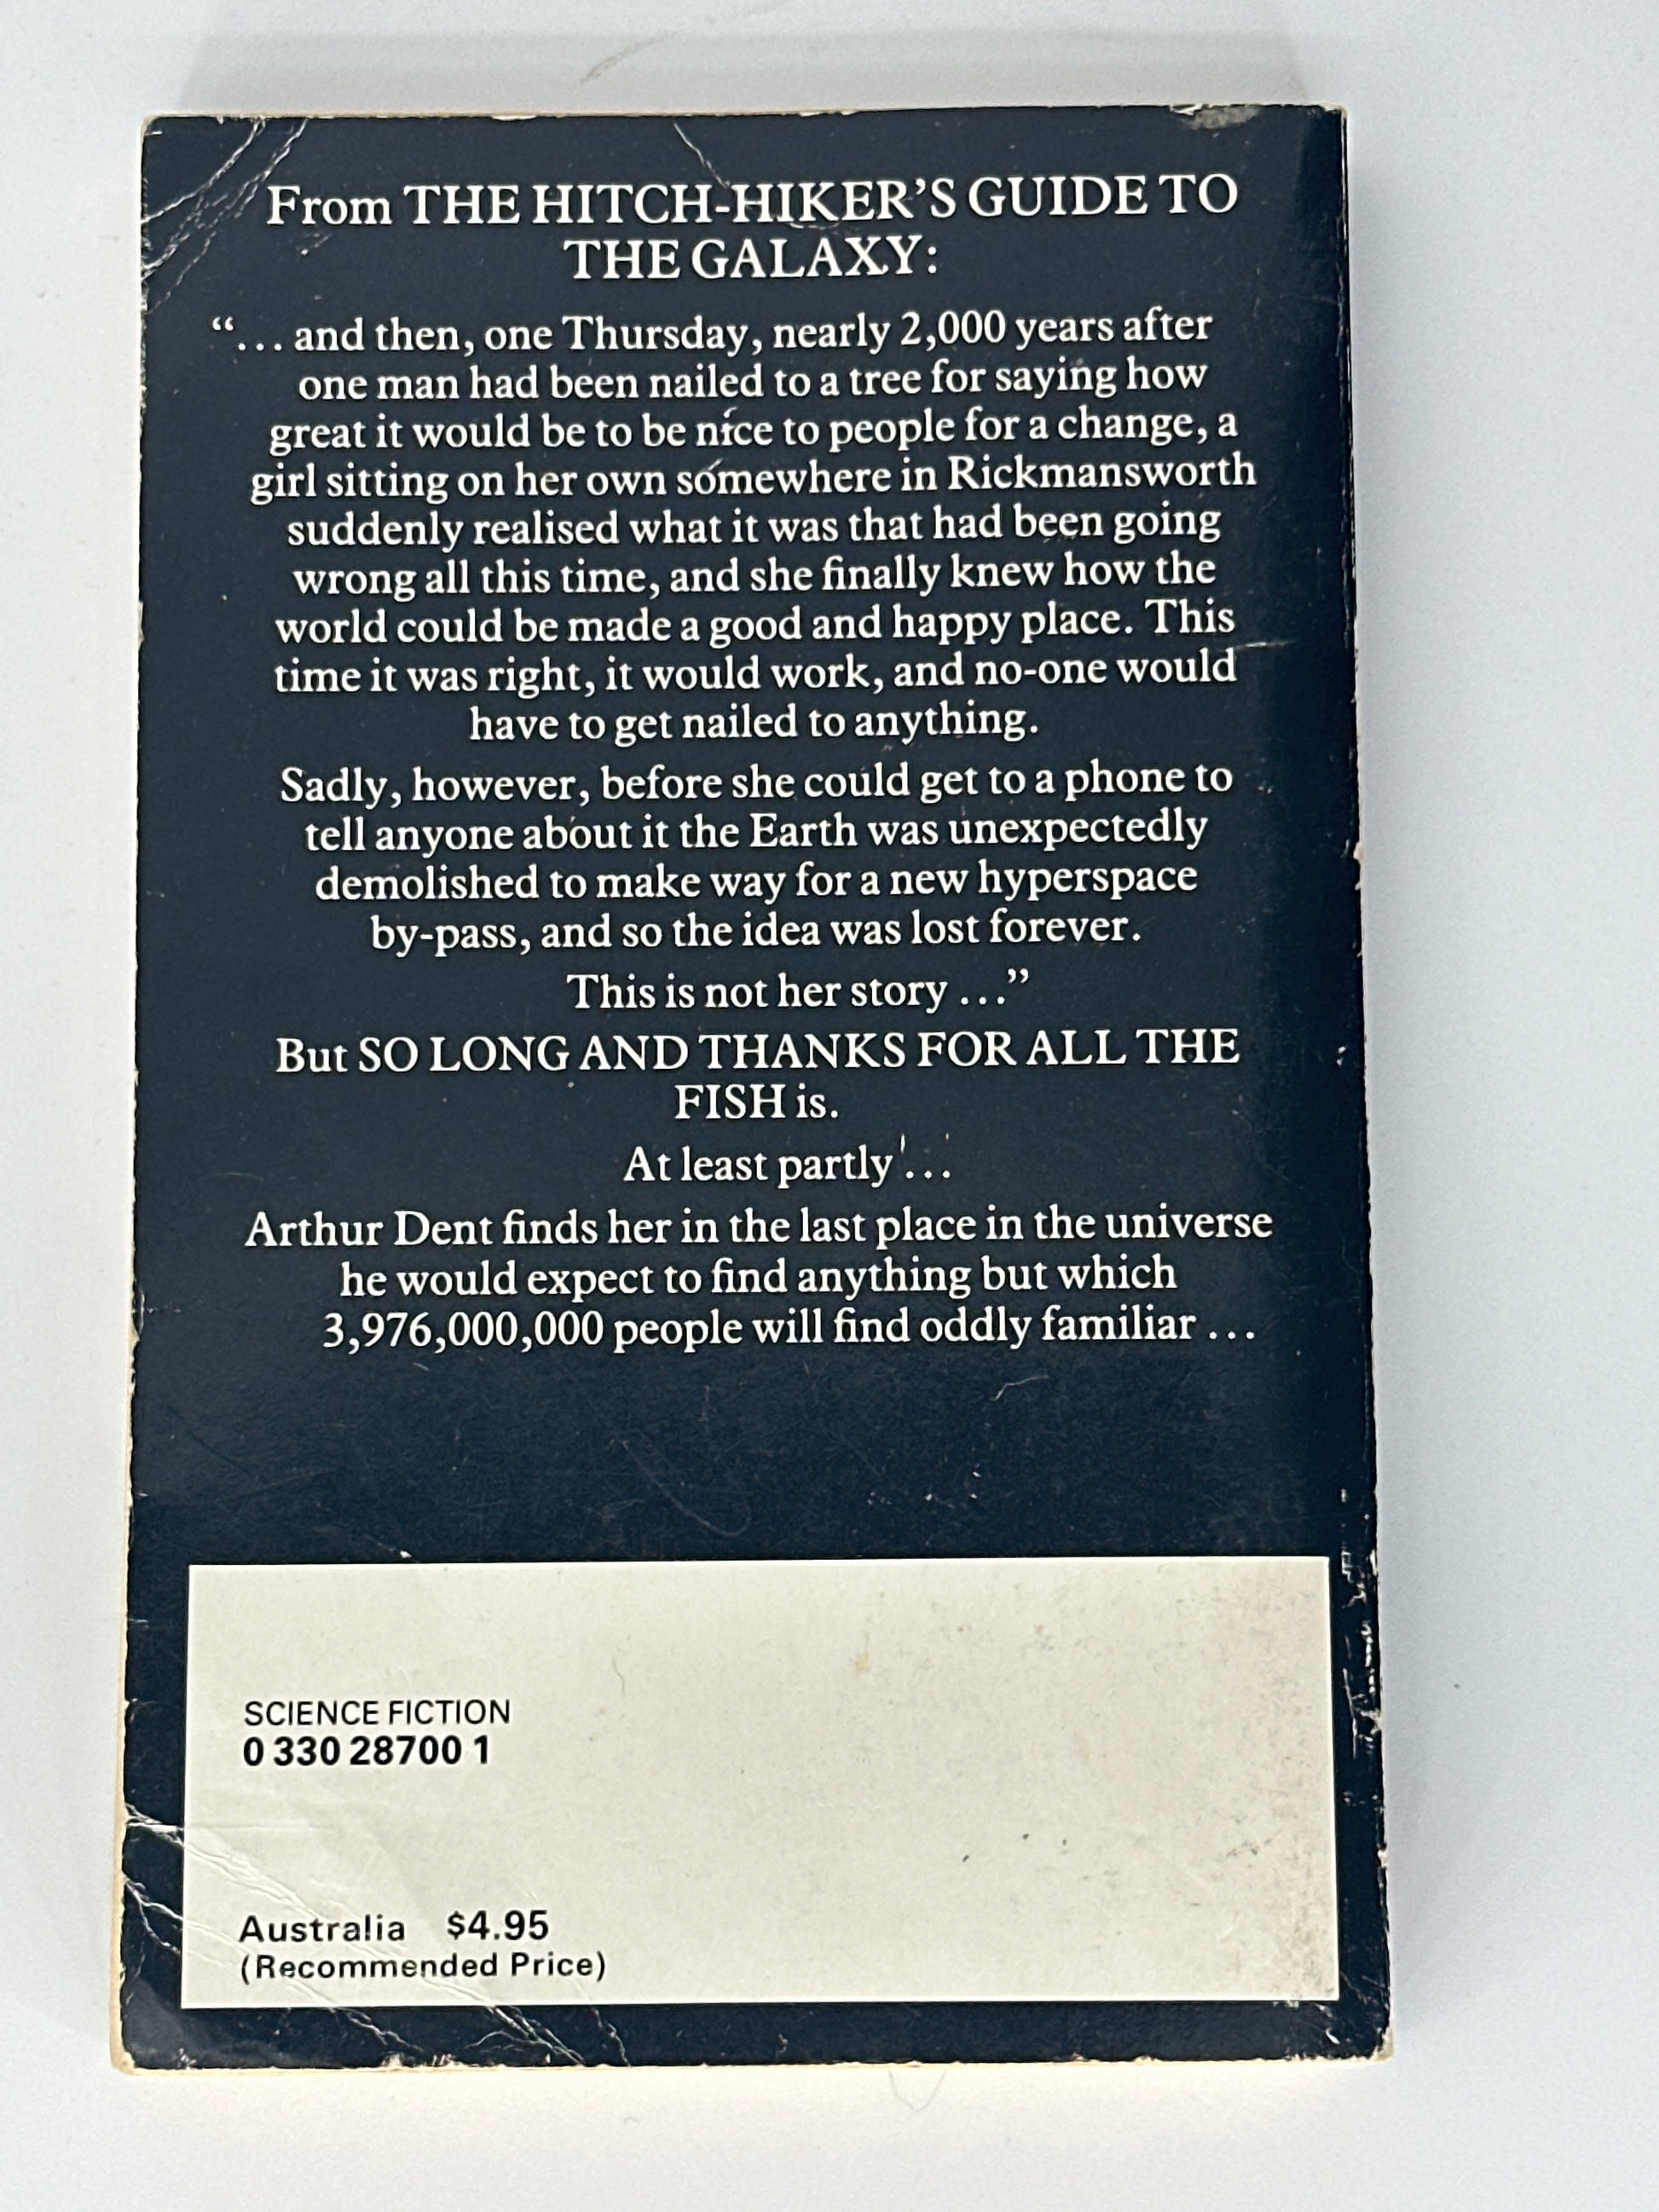 From THE HITCH-HIKER’S GUIDE TO
THE GALAXY:
“... and then, one Thursday, nearly 2,000 years after
one man had been nailed to a tree for saying how
great it would be to be nice to people for a change, a
girl sitting on her own somewhere in Rickmansworth
suddenly realised what it was that had been going
wrong all this time, and she finally knew how the
world could be made a good and happy place. This
time it was right, it would work, and no-one would
have to get nailed to anything.
Sadly, however, before she could get to a phone to
tell anyone about it the Earth was unexpectedly
demolished to make way for a new hyperspace
by-pass, and so the idea was lost forever.
This is not her story ...”
But SO LONG AND THANKS FOR ALL THE
FISH is.
At least partly ...
Arthur Dent finds her in the last place in the universe
he would expect to find anything but which
3,976,000,000 people will find oddly familiar ...
SCIENCE FICTION
0 330 28700 1
Australia $4.95
(Recommended Price)